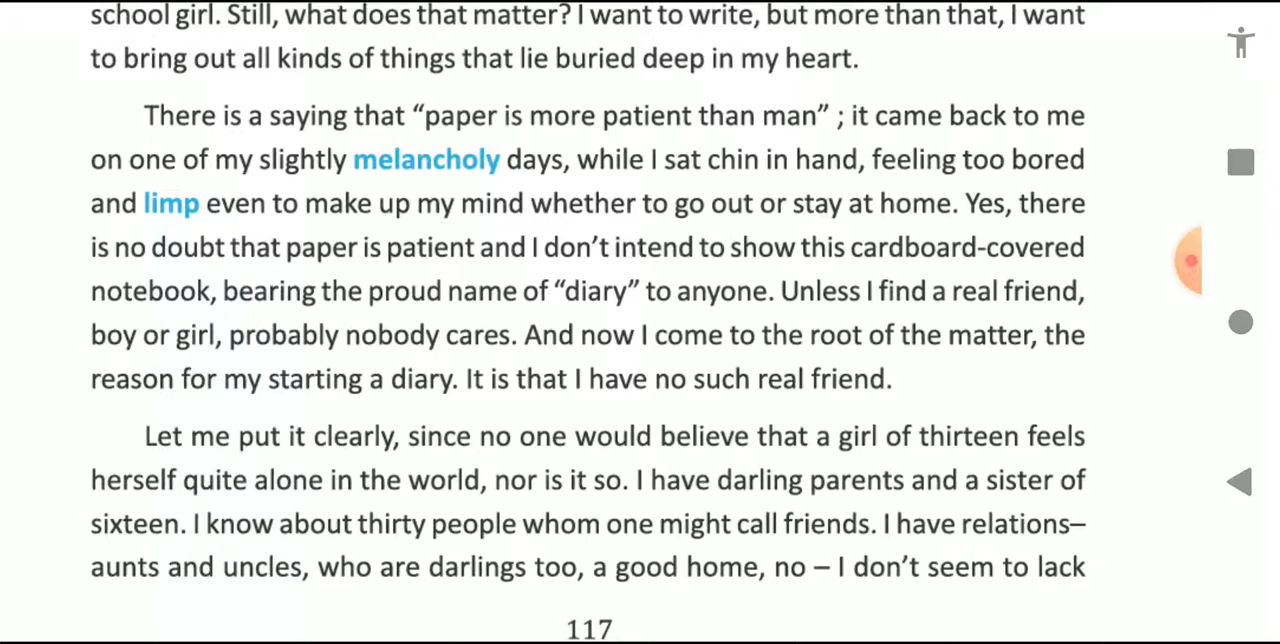 school girl. Still, what does that matter? I want to write, but more than that, I want
to bring out all kinds of things that lie buried deep in my heart.
There is a saying that “paper is more patient than man” ; it came back to me
on one of my slightly melancholy days, while I sat chin in hand, feeling too bored
and limp even to make up my mind whether to go out or stay at home. Yes, there
is no doubt that paper is patient and I don’t intend to show this cardboard-covered
notebook, bearing the proud name of “diary” to anyone. Unless I find a real friend,
boy or girl, probably nobody cares. And now I come to the root of the matter, the
reason for my starting a diary. It is that I have no such real friend.
Let me put it clearly, since no one would believe that a girl of thirteen feels
herself quite alone in the world, nor is it so. I have darling parents and a sister of
sixteen. I know about thirty people whom one might call friends. I have relations–
aunts and uncles, who are darlings too, a good home, no – I don’t seem to lack
117